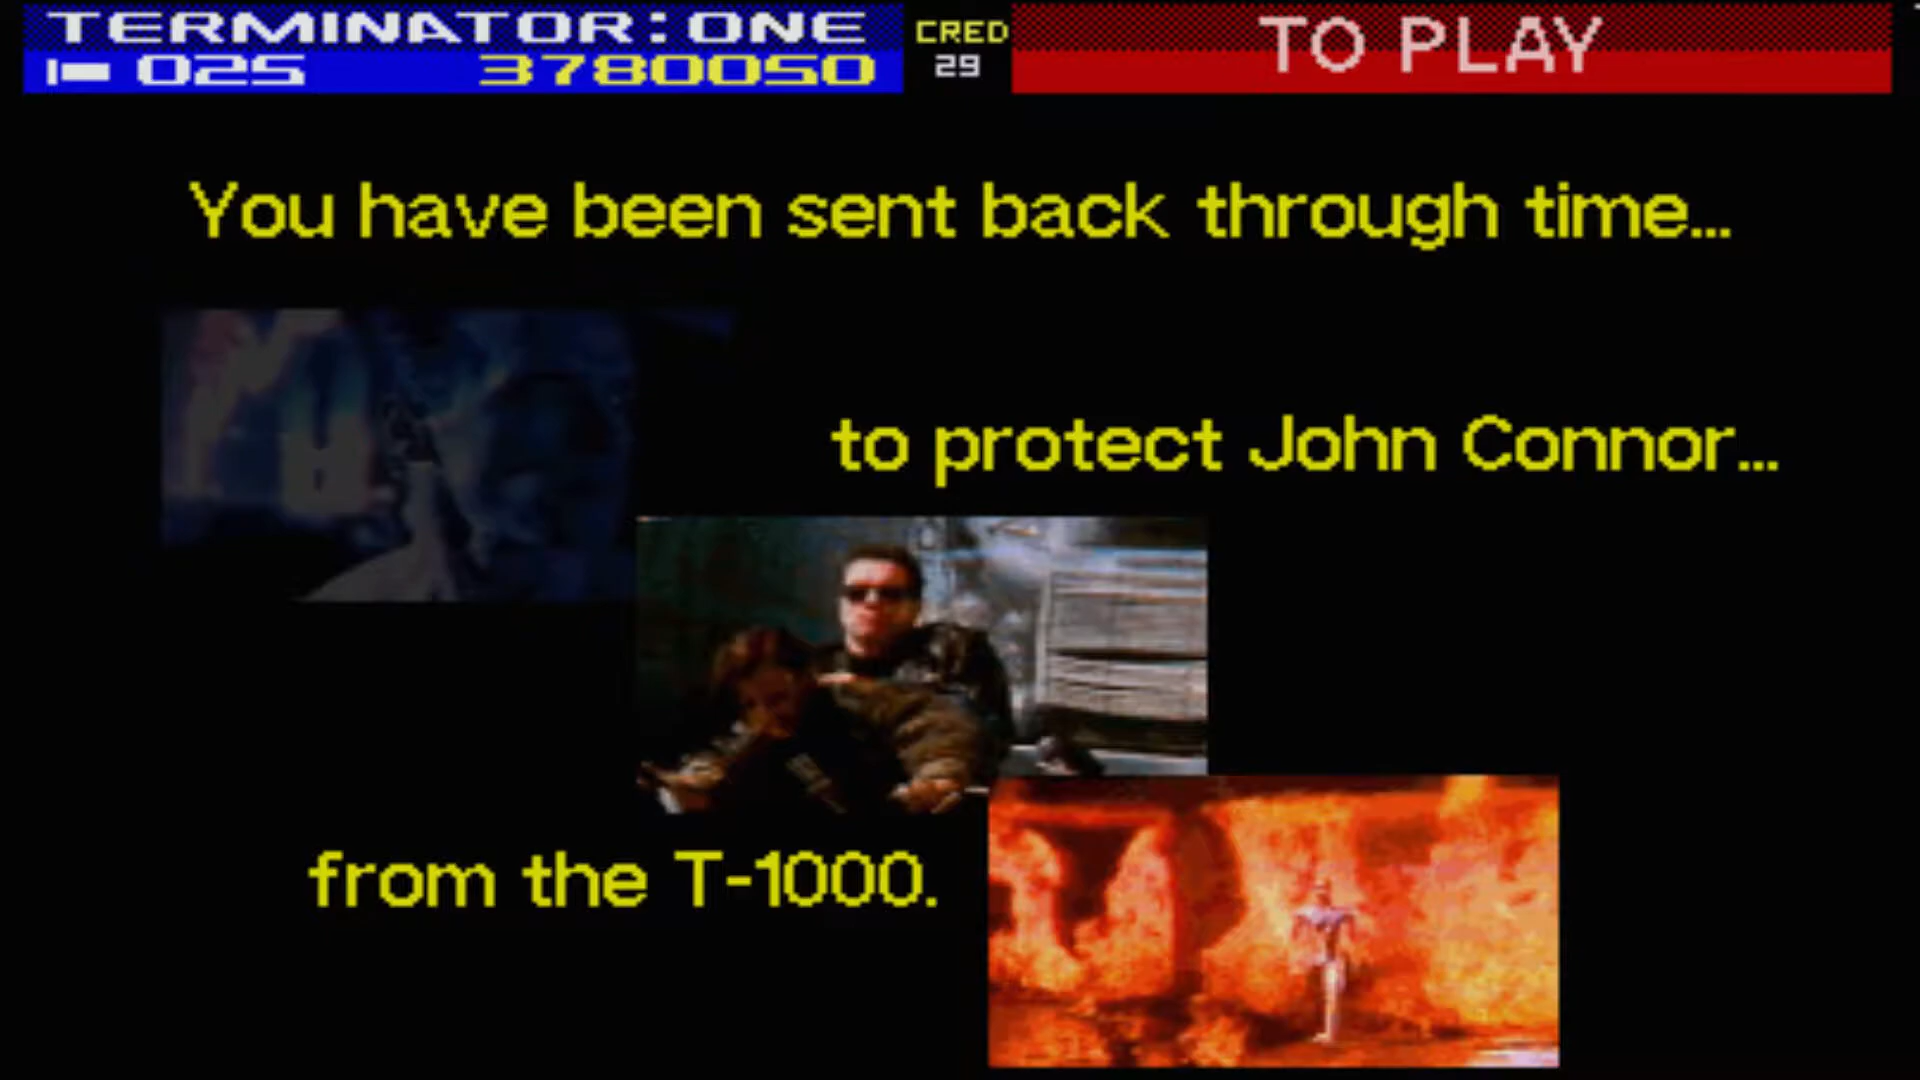 TERMINATOR:ONE
025 3780050
CRED
29
TO PLAY
You have been sent back through time...
to protect John Connor...
from the T-1000.